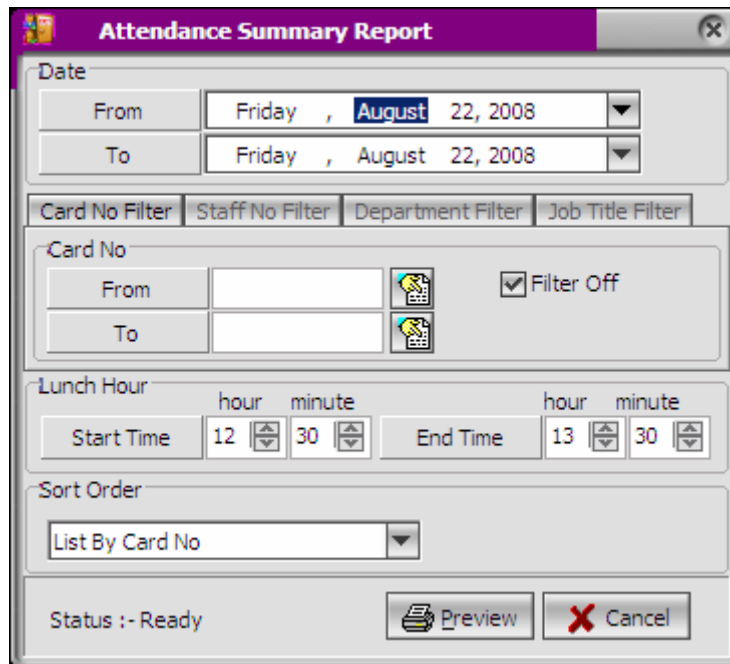 Attendance Summary Report
Date
From Friday , August 22, 2008
To Friday , August 22, 2008
Card No Filter Staff No Filter Department Filter Job Title Filter
Card No
From Filter Off
To
Lunch Hour
hour minute hour minute
Start Time 12 30 End Time 13 30
Sort Order
List By Card No
Status :- Ready Preview Cancel